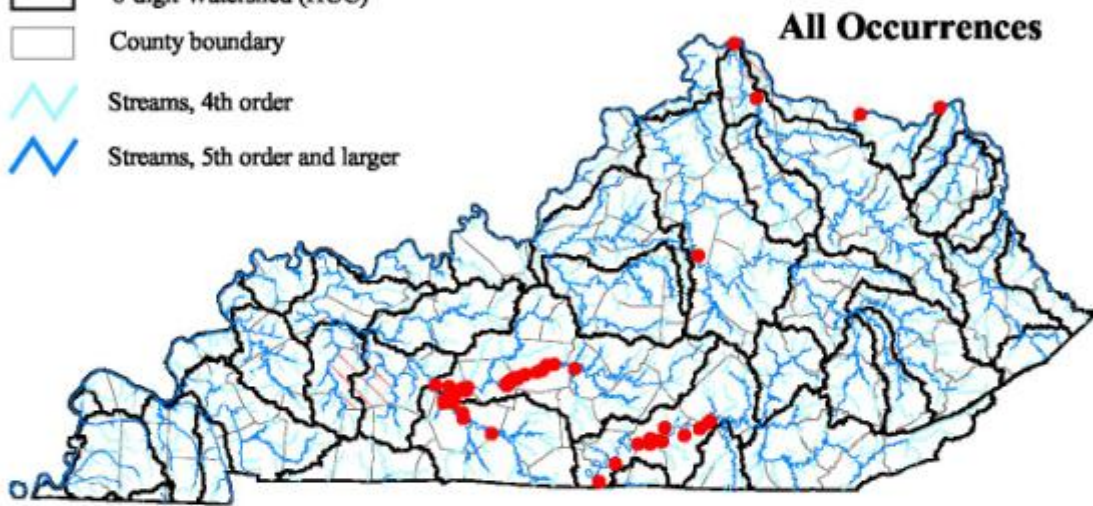 All Occurrences
County boundary
Streams, 4th order
Streams, 5th order and larger